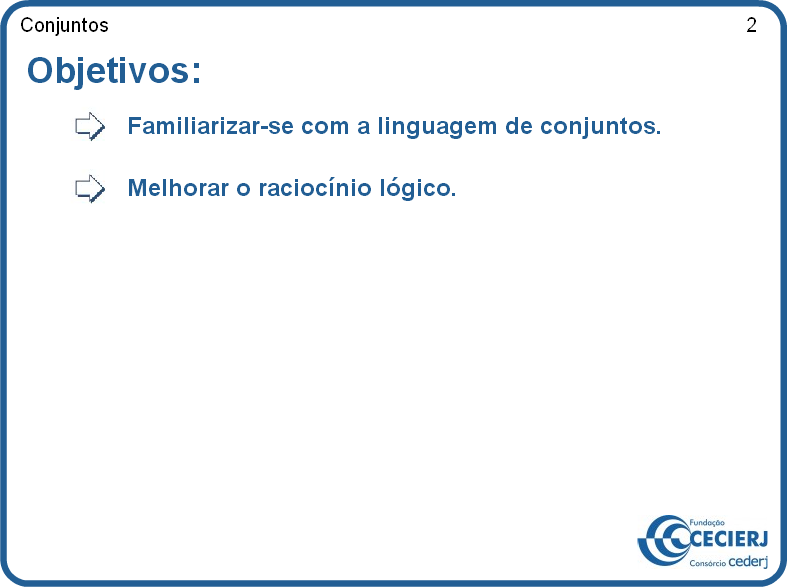 Conjuntos 2
Objetivos:
Familiarizar-se com a linguagem de conjuntos.
Melhorar o raciocínio lógico.
Fundação
CECIERJ
Consórcio cederj